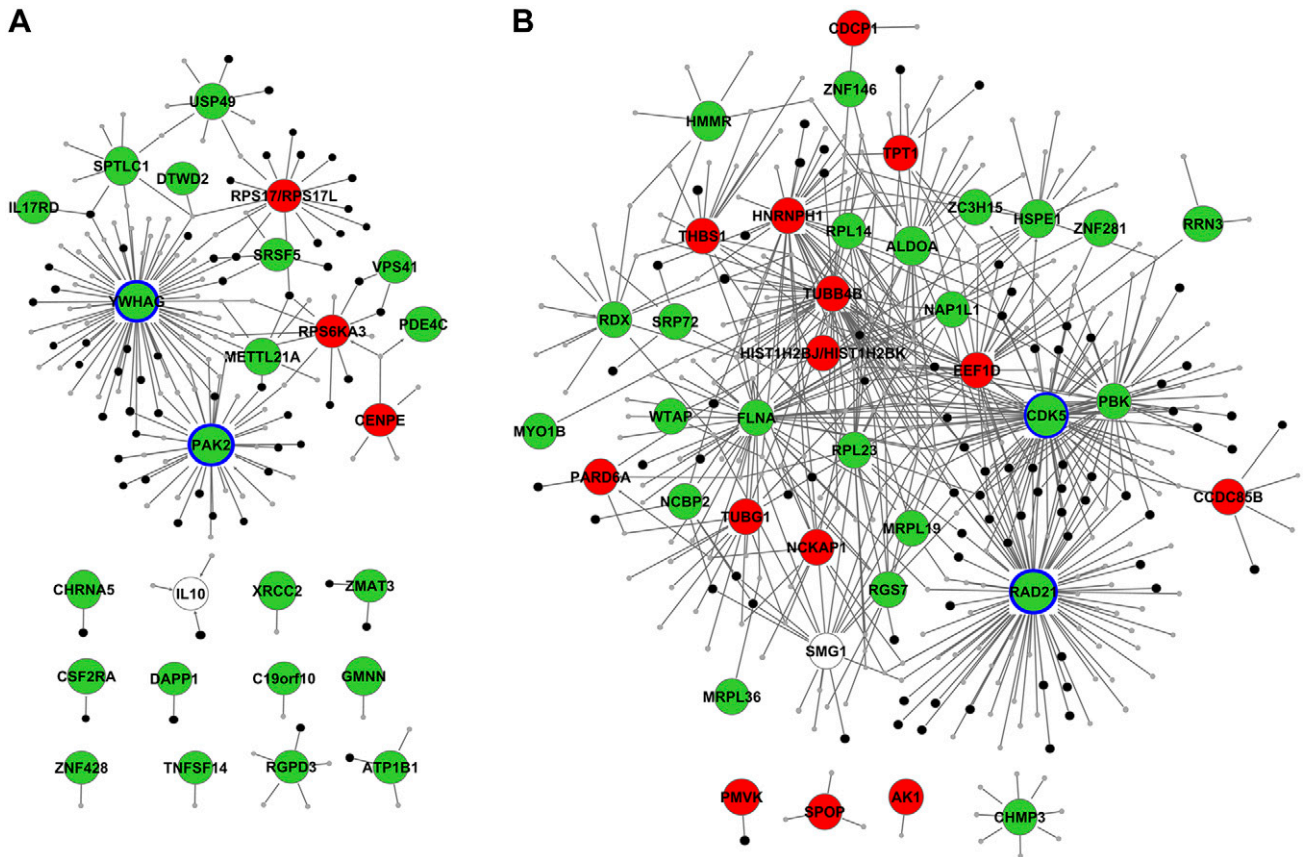 A
USP49
SPTLC1
DTWD2
RPS17/RPS17L
IL17RD
SRSF5
VPS41
YWHAG
RPS6KA3
PDE4C
METTL21A
CENPE
PAK2
CHRNA5
IL10
XRCC2
ZMAT3
CSF2RA
DAPP1
C19orf10
GMNN
ZNF428
TNFSF14
RGPD3
ATP1B1
B
CDCP1
ZNF146
HMMR
TPT1
HNRNPH1
ZC3H15
HSPE1
THBS1
RPL14
ALDOA
ZNF281
RRN3
TUBB4B
NAP1L1
RDX
SRP72
HIST1H2BJ/HIST1H2BK
EEF1D
PBK
MYO1B
WTAP
FLNA
CDK5
RPL23
PARD6A
CCDC85B
NCBP2
TUBG1
MRPL19
NCKAP1
RGS7
RAD21
SMG1
MRPL36
PMVK
SPOP
AK1
CHMP3